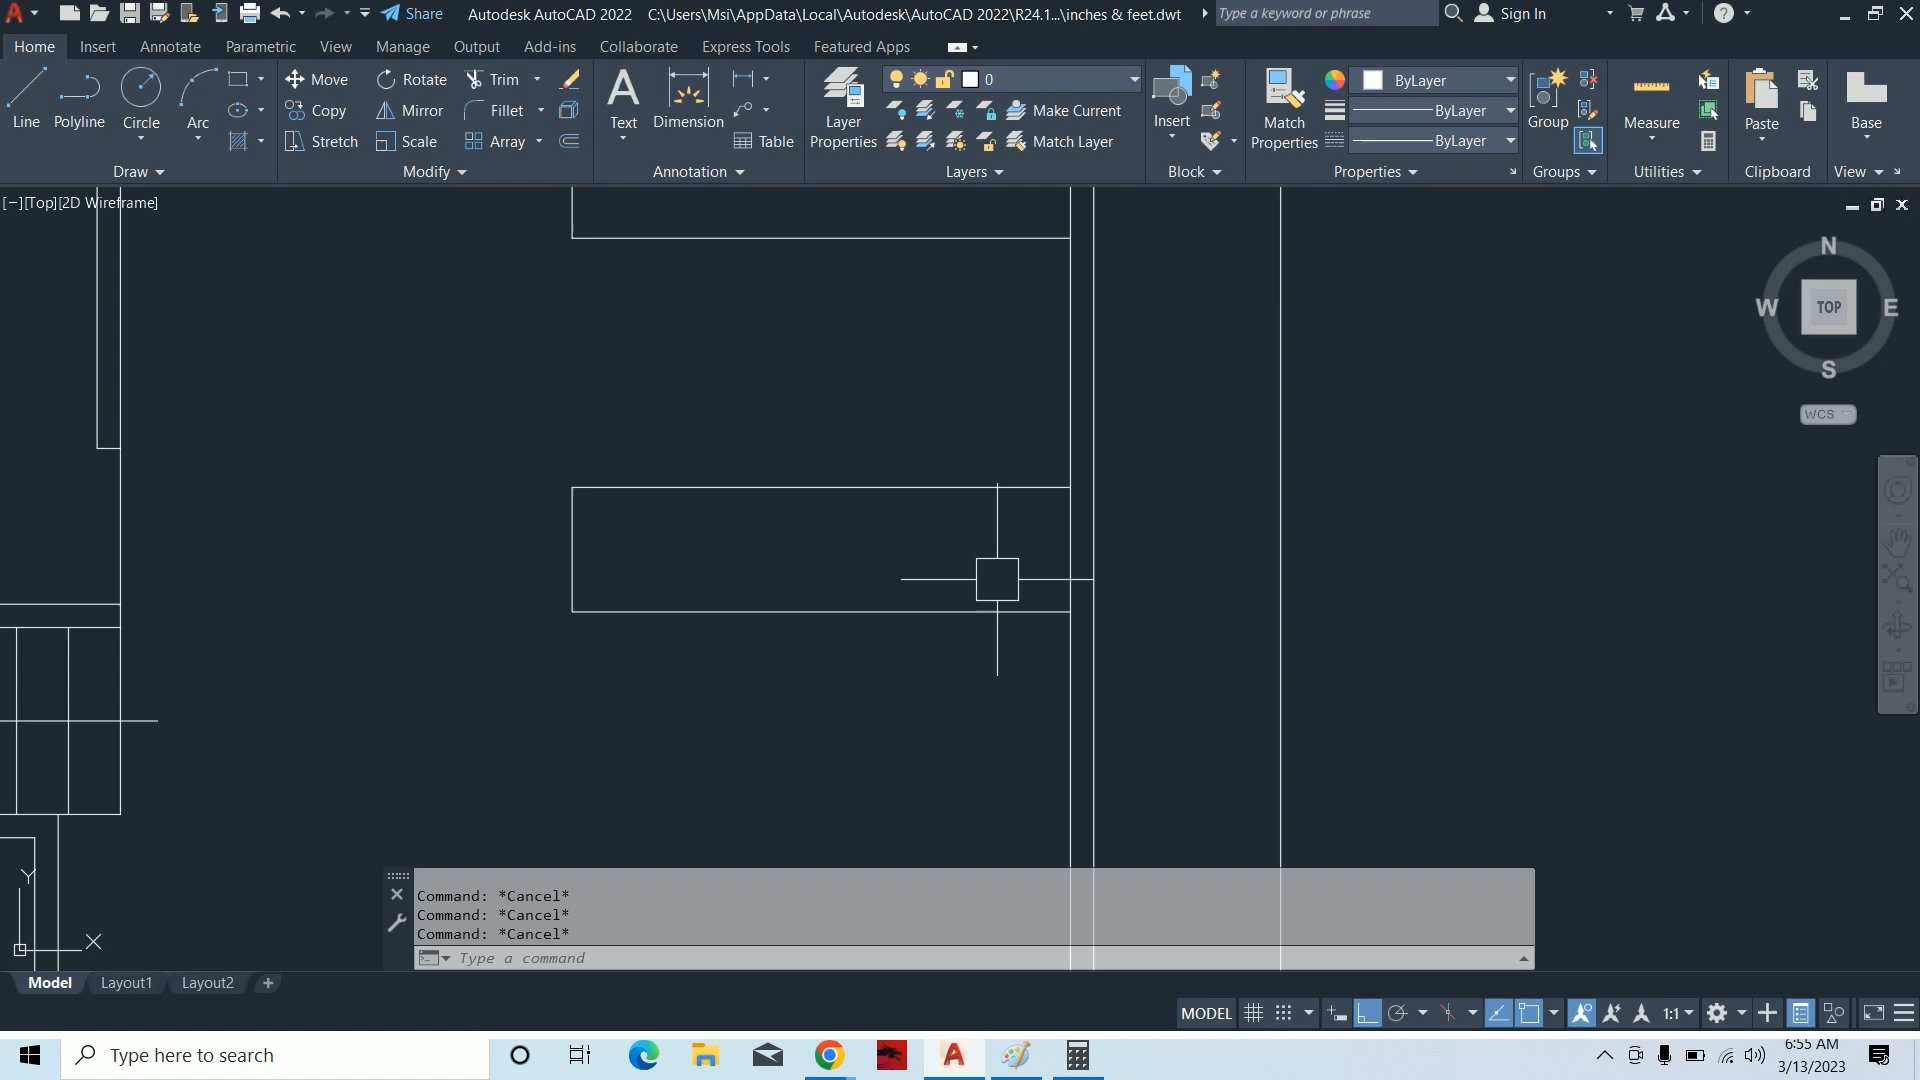 Share
Autodesk AutoCAD 2022
C:\Users\Msi\AppData\Local\Autodesk\AutoCAD 2022\R24.1...\inches & feet.dwt
Type a keyword or phrase
Sign In
Home Insert Annotate Parametric View Manage Output Add-ins Collaborate Express Tools Featured Apps
Line Polyline Circle Arc
Move Rotate Trim
Copy Mirror Fillet
Stretch Scale Array
Text Dimension
Table
Layer Properties
0
Make Current
Match Layer
Insert
Match Properties
ByLayer
ByLayer
ByLayer
Group
Measure
Paste
Base
Draw Modify Annotation Layers Block Properties Groups Utilities Clipboard View
[−][Top][2D Wireframe]
N
W TOP E
S
WCS
Y
X
Command: *Cancel*
Command: *Cancel*
Command: *Cancel*
Type a command
Model Layout1 Layout2
MODEL
1:1
Type here to search
6:55 AM
3/13/2023